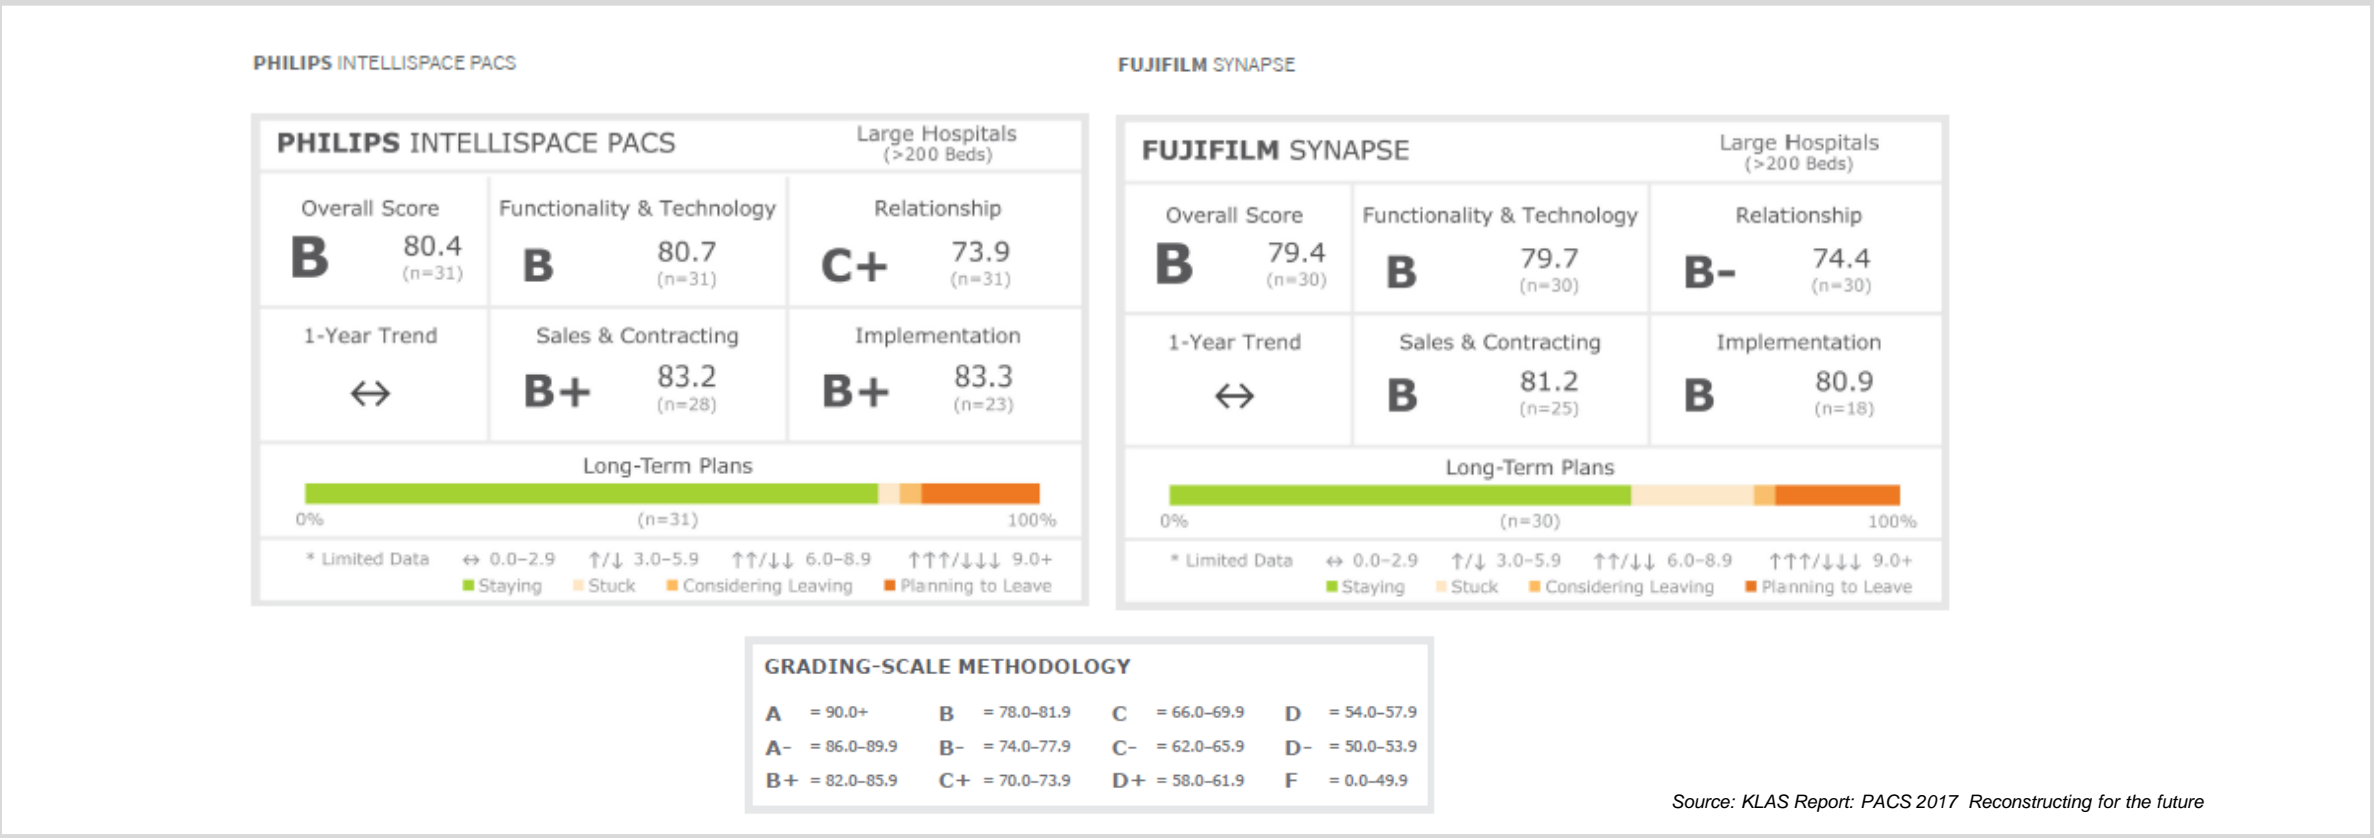 PHILIPS INTELLISPACE PACS
PHILIPS INTELLISPACE PACS
Large Hospitals
(>200 Beds)
Overall Score
B 80.4
(n=31)
Functionality & Technology
B 80.7
(n=31)
Relationship
C+ 73.9
(n=31)
1-Year Trend
↔
Sales & Contracting
B+ 83.2
(n=28)
Implementation
B+ 83.3
(n=23)
Long-Term Plans
0% (n=31) 100%
* Limited Data ↔ 0.0–2.9 ↑/↓ 3.0–5.9 ↑↑/↓↓ 6.0–8.9 ↑↑↑/↓↓↓ 9.0+
Staying Stuck Considering Leaving Planning to Leave
FUJIFILM SYNAPSE
FUJIFILM SYNAPSE
Large Hospitals
(>200 Beds)
Overall Score
B 79.4
(n=30)
Functionality & Technology
B 79.7
(n=30)
Relationship
B- 74.4
(n=30)
1-Year Trend
↔
Sales & Contracting
B 81.2
(n=25)
Implementation
B 80.9
(n=18)
Long-Term Plans
0% (n=30) 100%
* Limited Data ↔ 0.0–2.9 ↑/↓ 3.0–5.9 ↑↑/↓↓ 6.0–8.9 ↑↑↑/↓↓↓ 9.0+
Staying Stuck Considering Leaving Planning to Leave
GRADING-SCALE METHODOLOGY
A = 90.0+ B = 78.0–81.9 C = 66.0–69.9 D = 54.0–57.9
A- = 86.0–89.9 B- = 74.0–77.9 C- = 62.0–65.9 D- = 50.0–53.9
B+ = 82.0–85.9 C+ = 70.0–73.9 D+ = 58.0–61.9 F = 0.0–49.9
Source: KLAS Report: PACS 2017 Reconstructing for the future